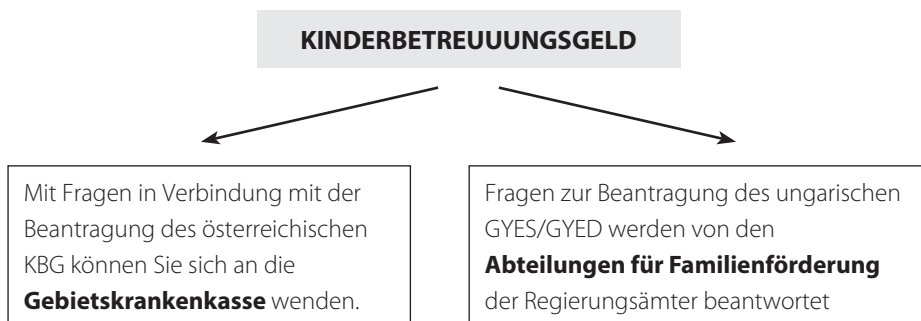 KINDERBETREUUUNGSGELD
Mit Fragen in Verbindung mit der
Beantragung des österreichischen
KBG können Sie sich an die
Gebietskrankenkasse wenden.
Fragen zur Beantragung des ungarischen
GYES/GYED werden von den
Abteilungen für Familienförderung
der Regierungsämter beantwortet